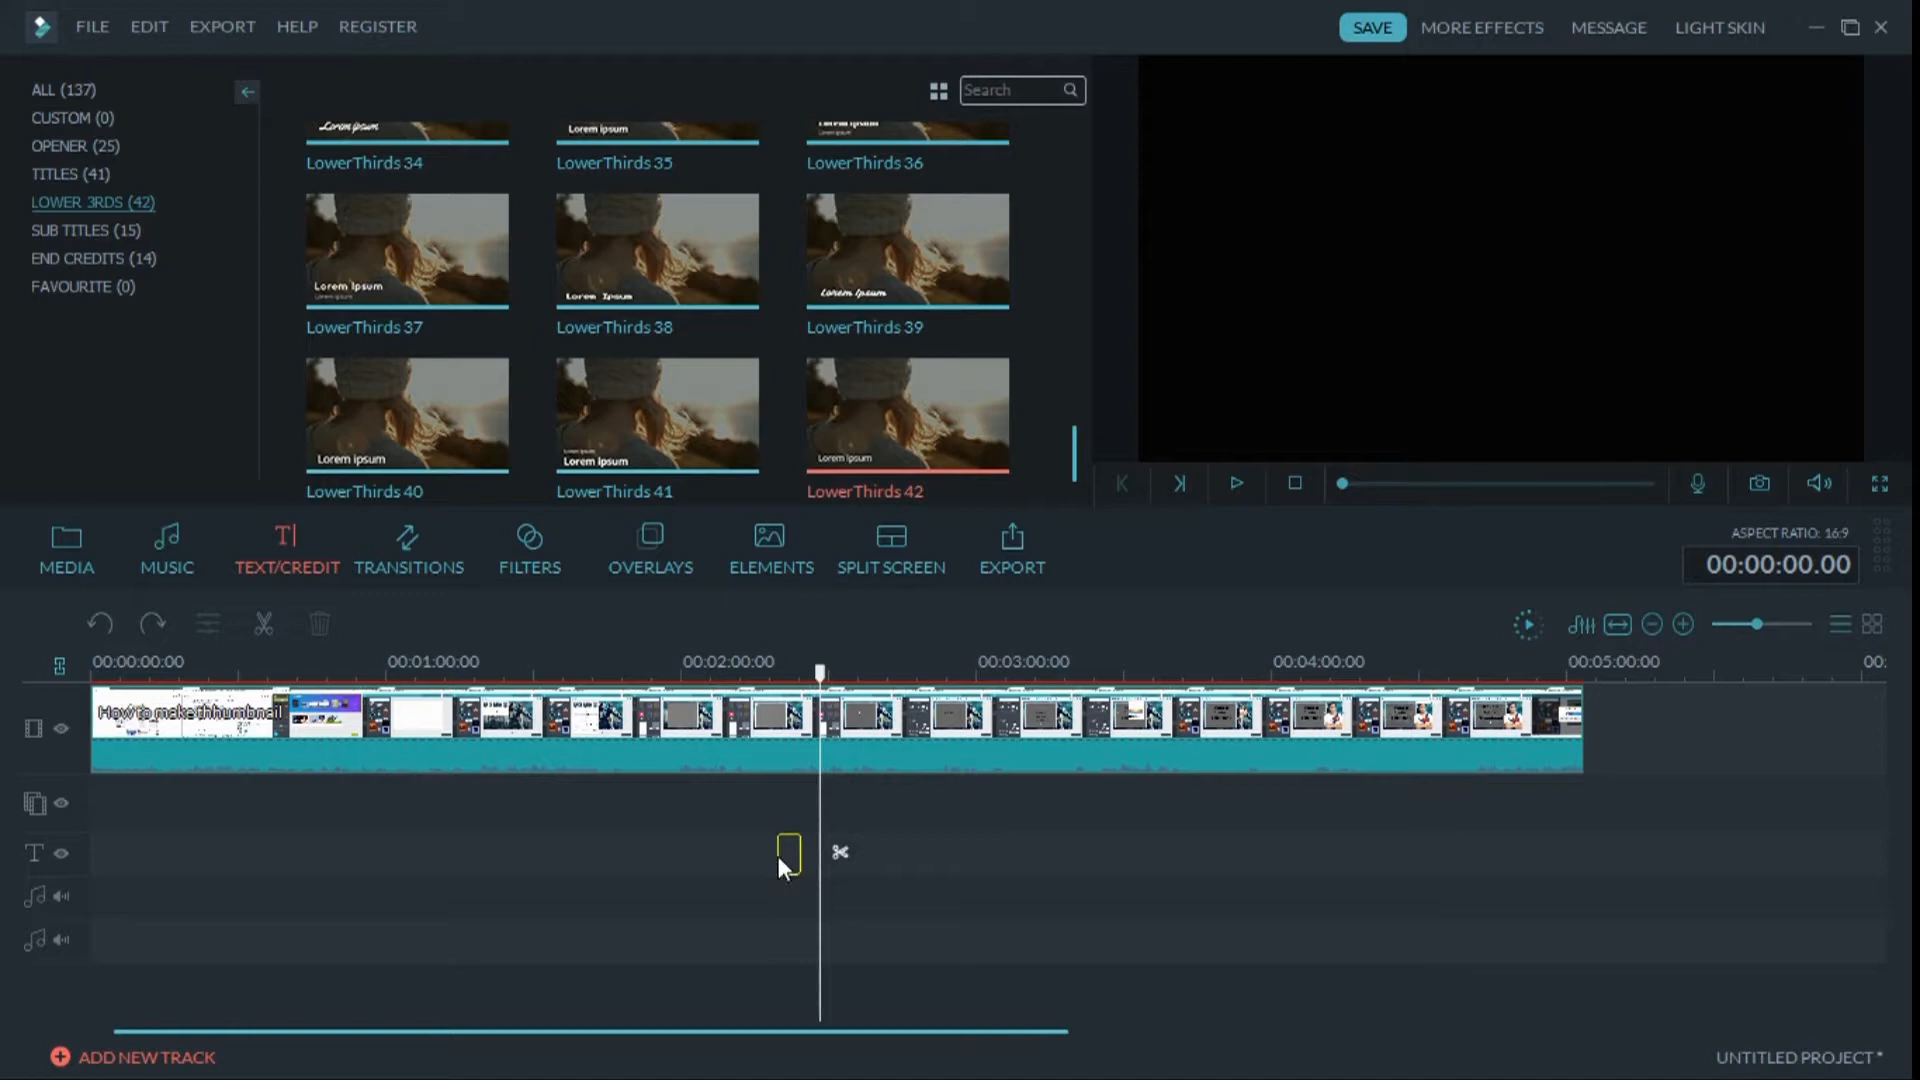 FILE EDIT EXPORT HELP REGISTER SAVE MORE EFFECTS MESSAGE LIGHT SKIN
ALL (137)
CUSTOM (0)
OPENER (25)
TITLES (41)
LOWER 3RDS (42)
SUB TITLES (15)
END CREDITS (14)
FAVOURITE (0)
Search
Lorem Ipsum Lorem Ipsum
LowerThirds 34 LowerThirds 35 LowerThirds 36
Lorem Ipsum Lorem Ipsum Lorem Ipsum
LowerThirds 37 LowerThirds 38 LowerThirds 39
Lorem Ipsum Lorem Ipsum Lorem Ipsum
LowerThirds 40 LowerThirds 41 LowerThirds 42
MEDIA MUSIC TEXT/CREDIT TRANSITIONS FILTERS OVERLAYS ELEMENTS SPLIT SCREEN EXPORT
ASPECT RATIO: 16:9
00:00:00.00
00:00:00:00 00:01:00:00 00:02:00:00 00:03:00:00 00:04:00:00 00:05:00:00 00:
How to make thhumbnail
ADD NEW TRACK
UNTITLED PROJECT *